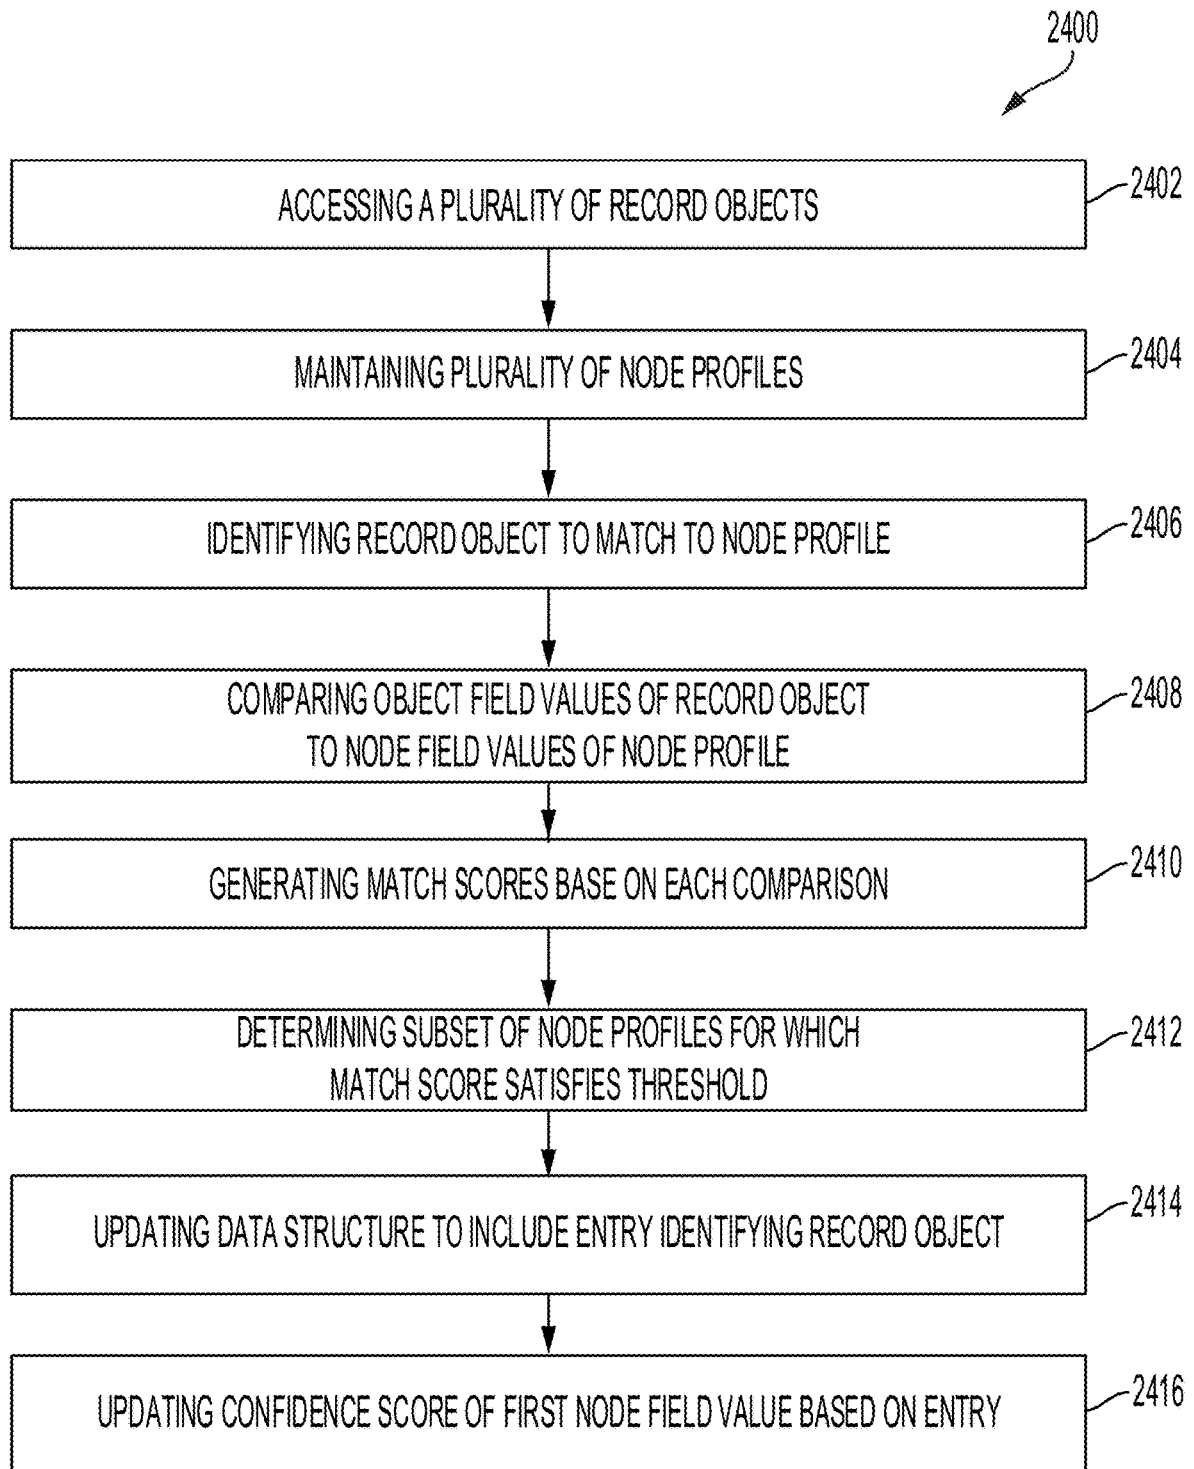 2400
ACCESSING A PLURALITY OF RECORD OBJECTS
2402
MAINTAINING PLURALITY OF NODE PROFILES
2404
IDENTIFYING RECORD OBJECT TO MATCH TO NODE PROFILE
2406
COMPARING OBJECT FIELD VALUES OF RECORD OBJECT
TO NODE FIELD VALUES OF NODE PROFILE
2408
GENERATING MATCH SCORES BASE ON EACH COMPARISON
2410
DETERMINING SUBSET OF NODE PROFILES FOR WHICH
MATCH SCORE SATISFIES THRESHOLD
2412
UPDATING DATA STRUCTURE TO INCLUDE ENTRY IDENTIFYING RECORD OBJECT
2414
UPDATING CONFIDENCE SCORE OF FIRST NODE FIELD VALUE BASED ON ENTRY
2416